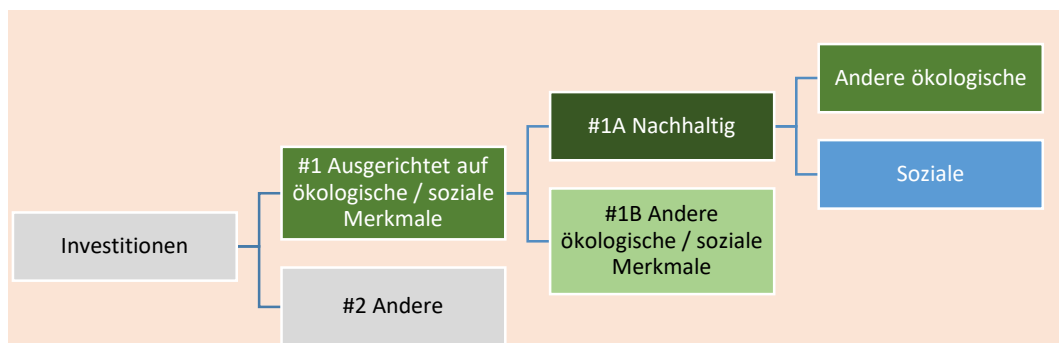 Investitionen
#1 Ausgerichtet auf
ökologische / soziale
Merkmale
#2 Andere
#1A Nachhaltig
#1B Andere
ökologische / soziale
Merkmale
Andere ökologische
Soziale